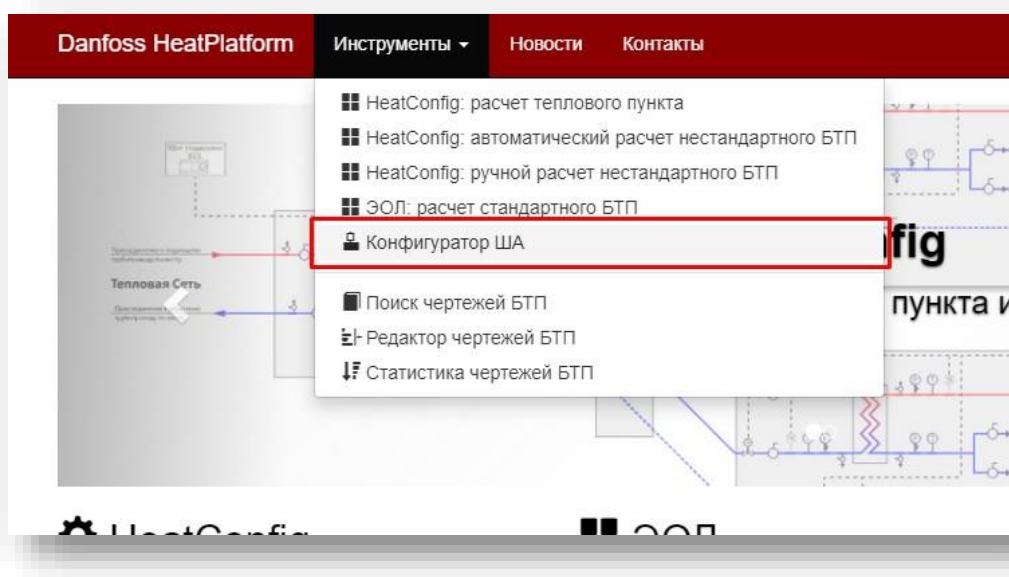 Danfoss HeatPlatform Инструменты Новости Контакты
HeatConfig: расчет теплового пункта
HeatConfig: автоматический расчет нестандартного БТП
HeatConfig: ручной расчет нестандартного БТП
ЭОЛ: расчет стандартного БТП
Конфигуратор ША
fig
Тепловая Сеть
Поиск чертежей БТП
пункта и
Редактор чертежей БТП
Статистика чертежей БТП
HeatConfig
ЭОЛ